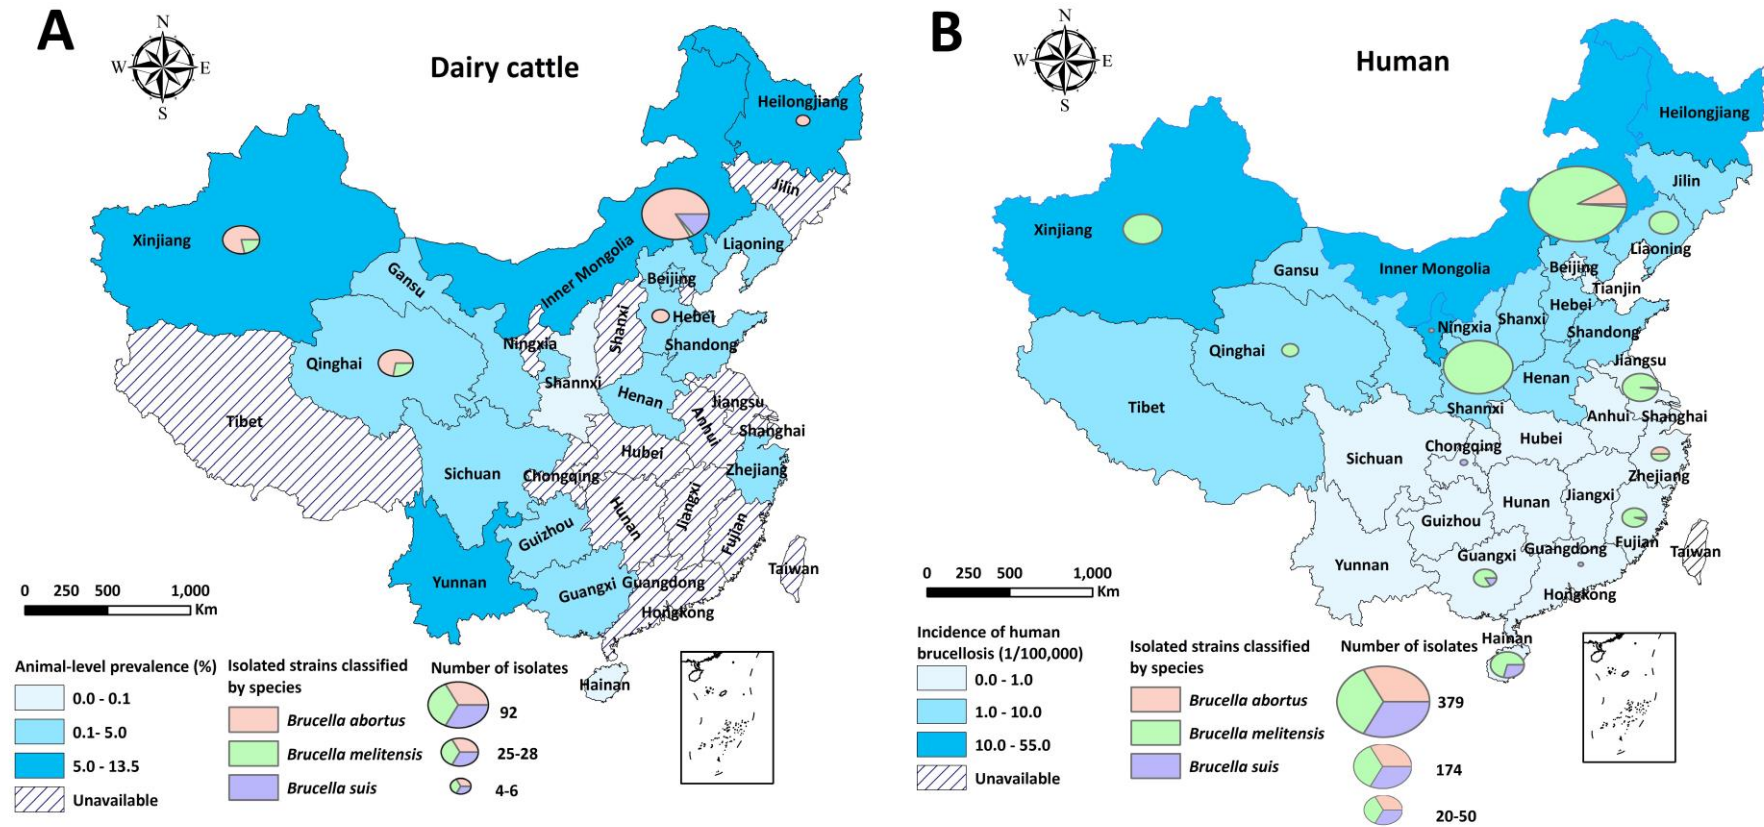 A
N
W E
S
Dairy cattle
Heilongjiang
Jilin
Xinjiang
Liaoning
Gansu
Inner Mongolia
Beijing
Hebei
Shanxi
Ningxia
Shandong
Qinghai
Shannxi
Henan
Jiangsu
Tibet
Anhui
Shanghai
Hubei
Zhejiang
Sichuan
Chongqing
Jiangxi
Hunan
Guizhou
Fujian
Taiwan
Yunnan
Guangxi
Guangdong
Hongkong
Hainan
0 250 500 1,000
Km
Animal-level prevalence (%)
0.0 - 0.1
0.1- 5.0
5.0 - 13.5
Unavailable
Isolated strains classified
by species
Brucella abortus
Brucella melitensis
Brucella suis
Number of isolates
92
25-28
4-6
B
N
W E
S
Human
Heilongjiang
Jilin
Xinjiang
Liaoning
Gansu
Inner Mongolia
Beijing
Tianjin
Hebei
Ningxia
Shanxi
Shandong
Qinghai
Jiangsu
Henan
Tibet
Shannxi
Anhui
Shanghai
Chongqing
Hubei
Sichuan
Zhejiang
Hunan
Jiangxi
Guizhou
Fujian
Guangdong
Taiwan
Guangxi
Yunnan
Hongkong
Hainan
0 250 500 1,000
Km
Incidence of human
brucellosis (1/100,000)
0.0 - 1.0
1.0 - 10.0
10.0 - 55.0
Unavailable
Isolated strains classified
by species
Brucella abortus
Brucella melitensis
Brucella suis
Number of isolates
379
174
20-50